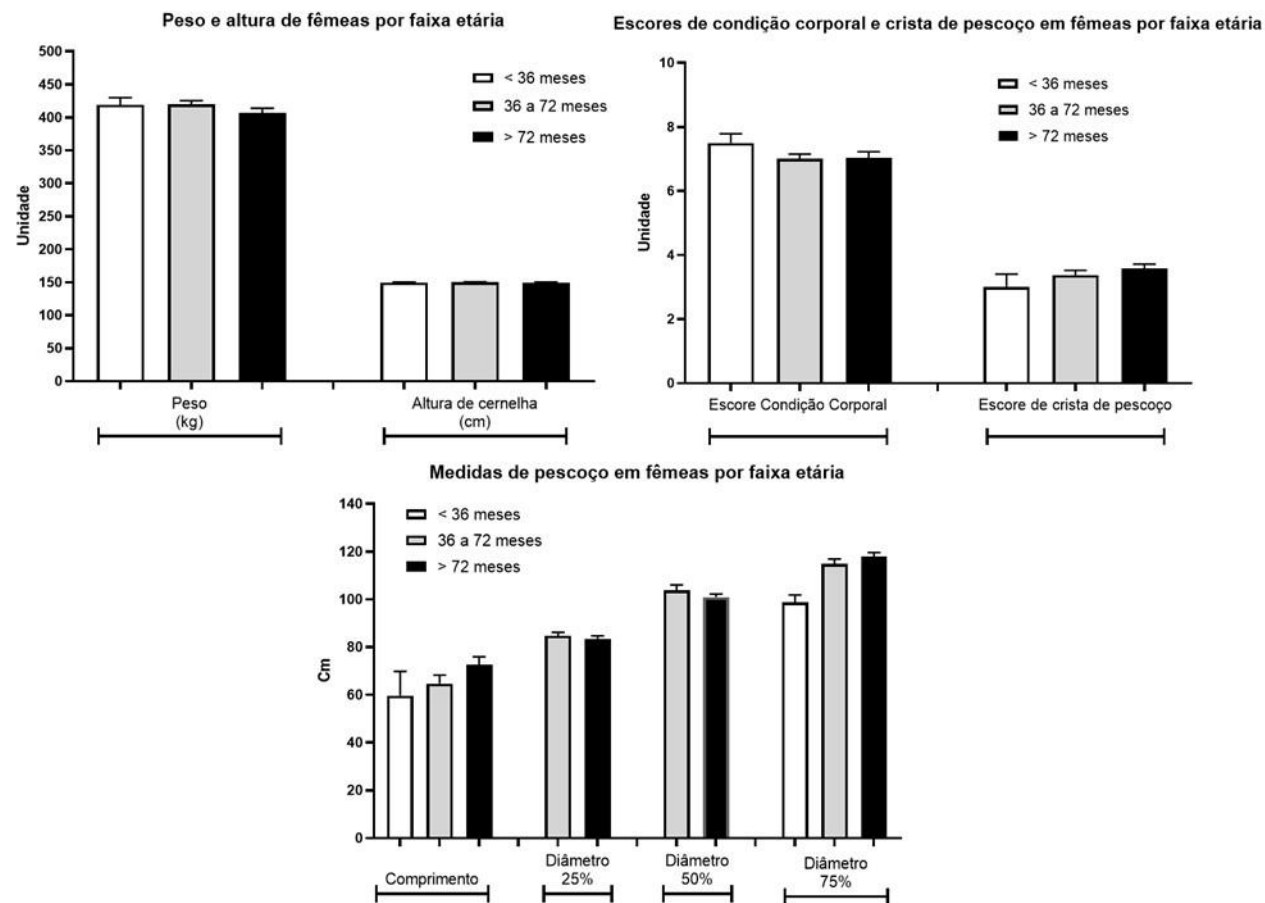 Peso e altura de fêmeas por faixa etária
500
450
400
350
300
250
200
150
100
50
0
Unidade
< 36 meses
36 a 72 meses
> 72 meses
Peso
(kg)
Altura de cernelha
(cm)
Escores de condição corporal e crista de pescoço em fêmeas por faixa etária
10
8
6
4
2
0
Unidade
< 36 meses
36 a 72 meses
> 72 meses
Escore Condição Corporal
Escore de crista de pescoço
Medidas de pescoço em fêmeas por faixa etária
140
120
100
80
60
40
20
0
Cm
< 36 meses
36 a 72 meses
> 72 meses
Comprimento
Diâmetro
25%
Diâmetro
50%
Diâmetro
75%